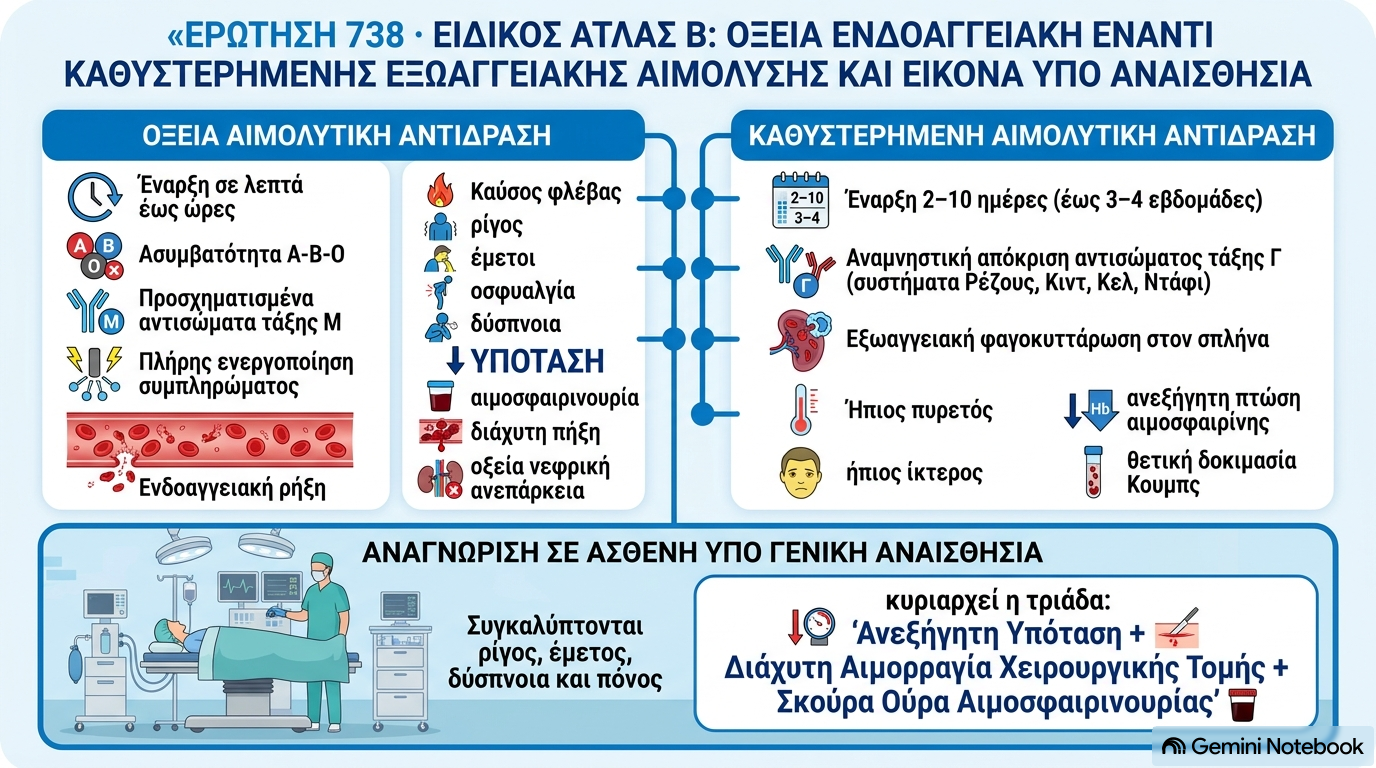 «ΕΡΩΤΗΣΗ 738 · ΕΙΔΙΚΟΣ ΑΤΛΑΣ Β: ΟΞΕΙΑ ΕΝΔΟΑΓΓΕΙΑΚΗ ΕΝΑΝΤΙ
ΚΑΘΥΣΤΕΡΗΜΕΝΗΣ ΕΞΩΑΓΓΕΙΑΚΗΣ ΑΙΜΟΛΥΣΗΣ ΚΑΙ ΕΙΚΟΝΑ ΥΠΟ ΑΝΑΙΣΘΗΣΙΑ
ΟΞΕΙΑ ΑΙΜΟΛΥΤΙΚΗ ΑΝΤΙΔΡΑΣΗ
Έναρξη σε λεπτά
έως ώρες
A B
O x
Ασυμβατότητα Α-Β-Ο
M
Προσχηματισμένα
αντισώματα τάξης Μ
Πλήρης ενεργοποίηση
συμπληρώματος
Ενδοαγγειακή ρήξη
Καύσος φλέβας
ρίγος
έμετοι
οσφυαλγία
δύσπνοια
ΥΠΟΤΑΣΗ
αιμοσφαιρινουρία
διάχυτη πήξη
οξεία νεφρική
ανεπάρκεια
ΚΑΘΥΣΤΕΡΗΜΕΝΗ ΑΙΜΟΛΥΤΙΚΗ ΑΝΤΙΔΡΑΣΗ
2–10
3–4
Έναρξη 2–10 ημέρες (έως 3–4 εβδομάδες)
Γ
Αναμνηστική απόκριση αντισώματος τάξης Γ
(συστήματα Ρέζους, Κιντ, Κελ, Ντάφι)
Εξωαγγειακή φαγοκυττάρωση στον σπλήνα
Ήπιος πυρετός
Hb
ανεξήγητη πτώση
αιμοσφαιρίνης
ήπιο ίκτερος
θετική δοκιμασία
Κουμπς
ΑΝΑΓΝΩΡΙΣΗ ΣΕ ΑΣΘΕΝΗ ΥΠΟ ΓΕΝΙΚΗ ΑΝΑΙΣΘΗΣΙΑ
Συγκαλύπτονται
ρίγος, έμετος,
δύσπνοια και πόνος
κυριαρχεί η τριάδα:
‘Ανεξήγητη Υπόταση +
Διάχυτη Αιμορραγία Χειρουργικής Τομής +
Σκούρα Ούρα Αιμοσφαιρινουρίας’
Gemini Notebook